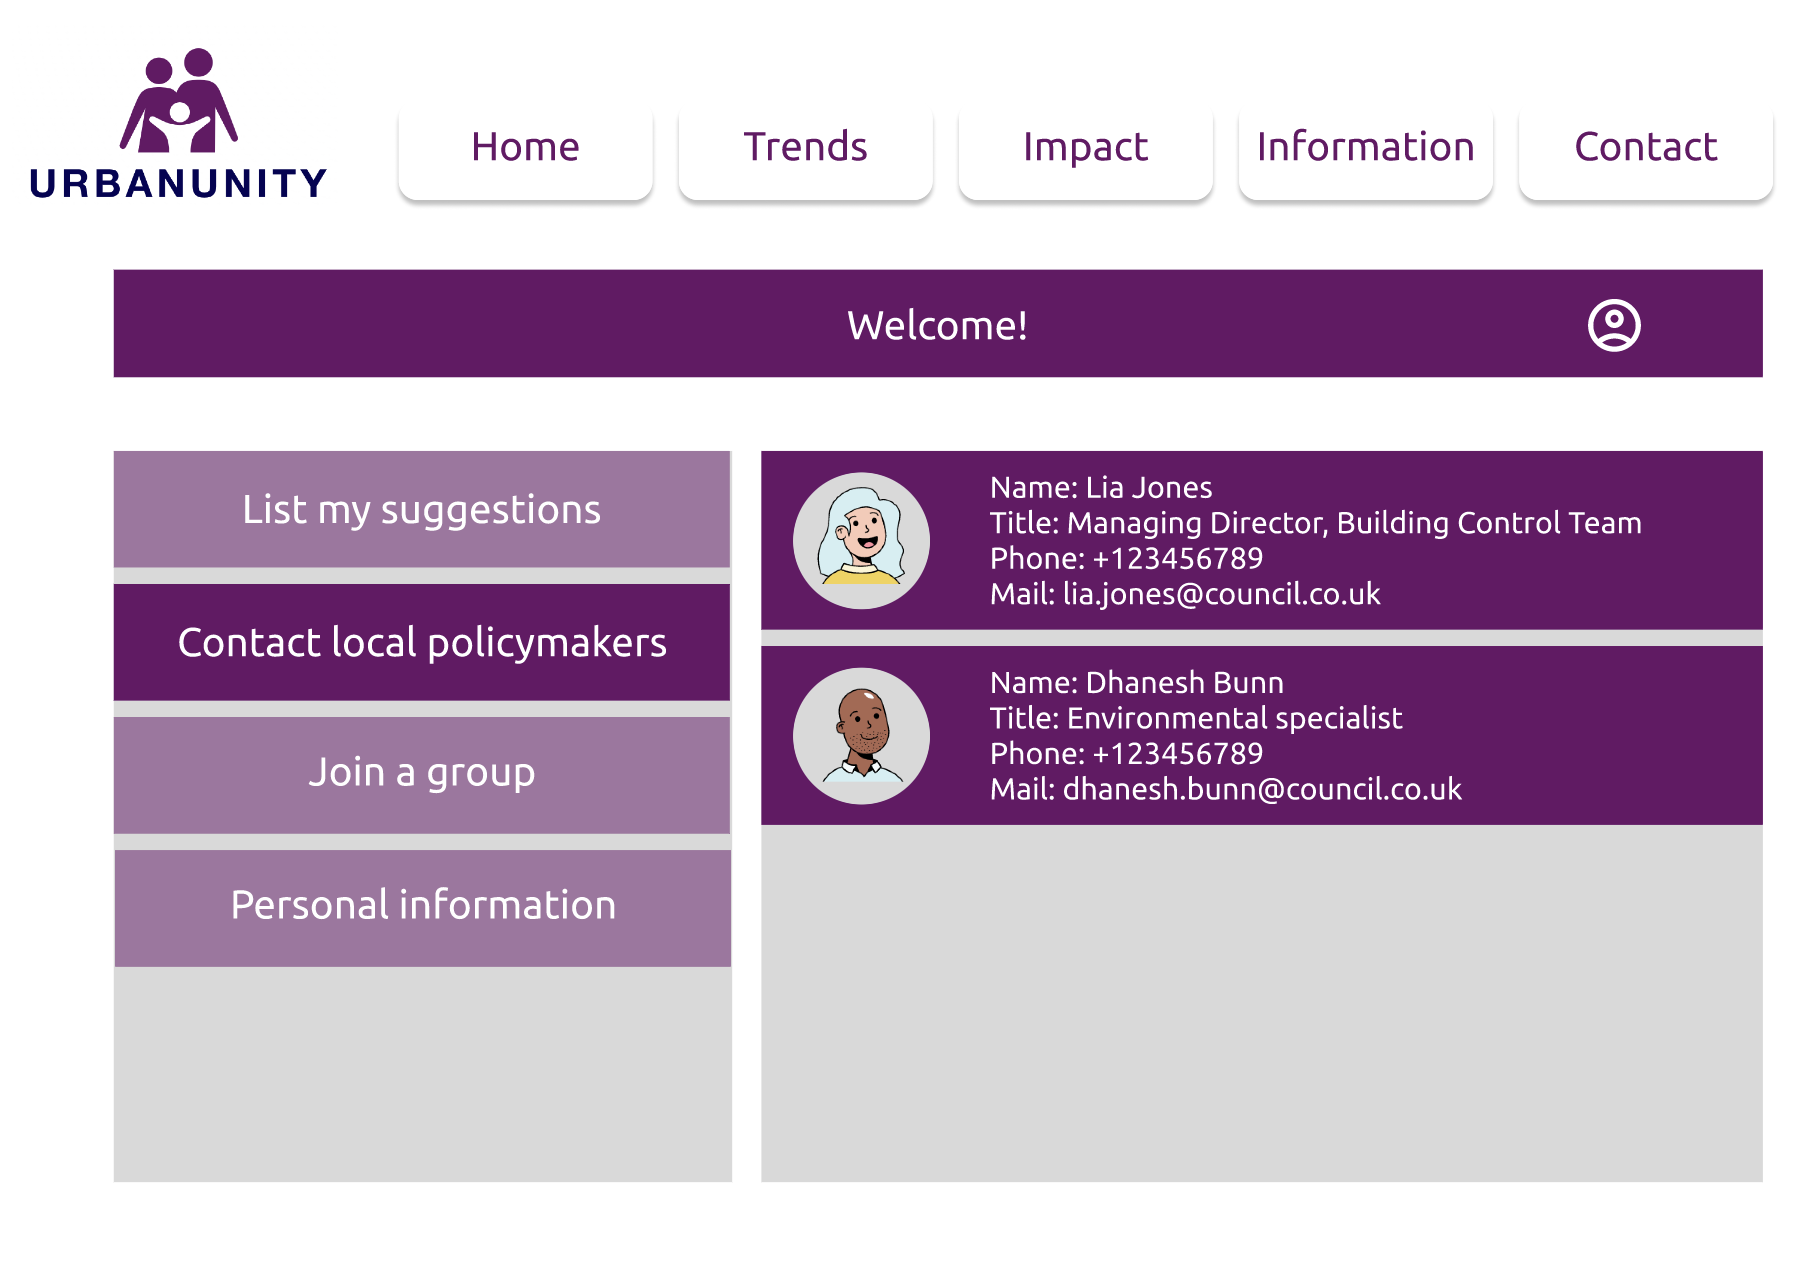 URBANUNITY
Home
Trends
Impact
Information
Contact
Welcome!
List my suggestions
Contact local policymakers
Join a group
Personal information
Name: Lia Jones
Title: Managing Director, Building Control Team
Phone: +123456789
Mail: lia.jones@council.co.uk
Name: Dhanesh Bunn
Title: Environmental specialist
Phone: +123456789
Mail: dhanesh.bunn@council.co.uk